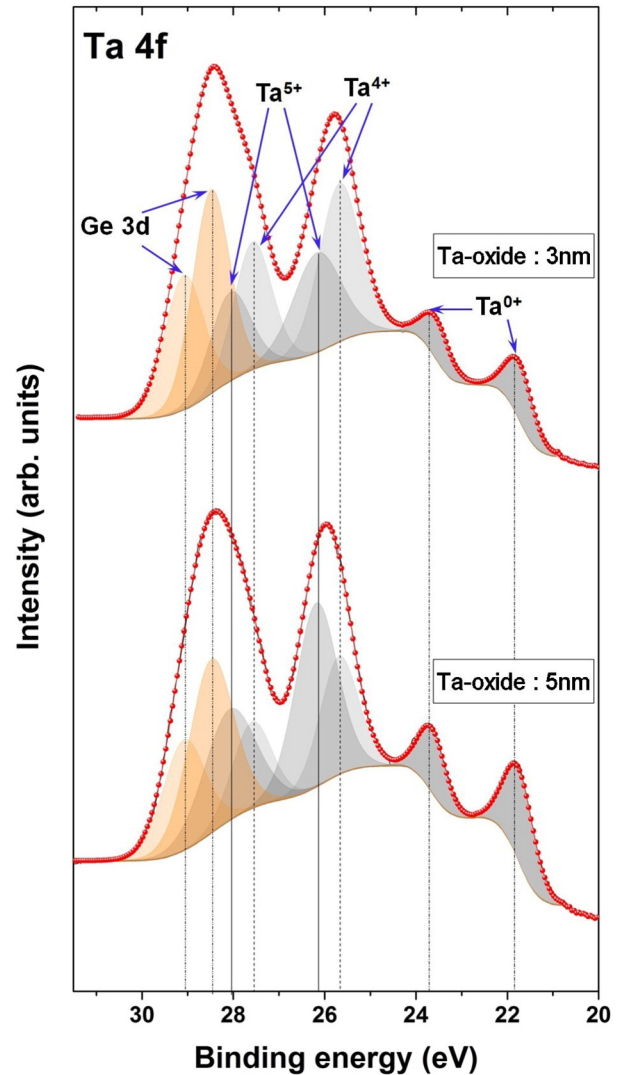 Ta 4f
Ta5+
Ta4+
Ge 3d
Ta-oxide : 3nm
Ta0+
Ta-oxide : 5nm
Intensity (arb. units)
30 28 26 24 22 20
Binding energy (eV)